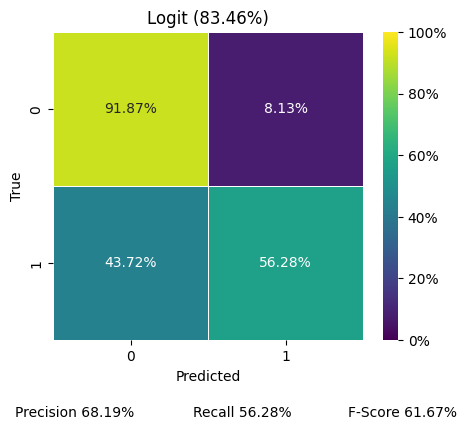 Logit (83.46%)
100%
0
91.87%
8.13%
80%
True
60%
40%
1
43.72%
56.28%
20%
0%
0
1
Predicted
Precision 68.19%
Recall 56.28%
F-Score 61.67%